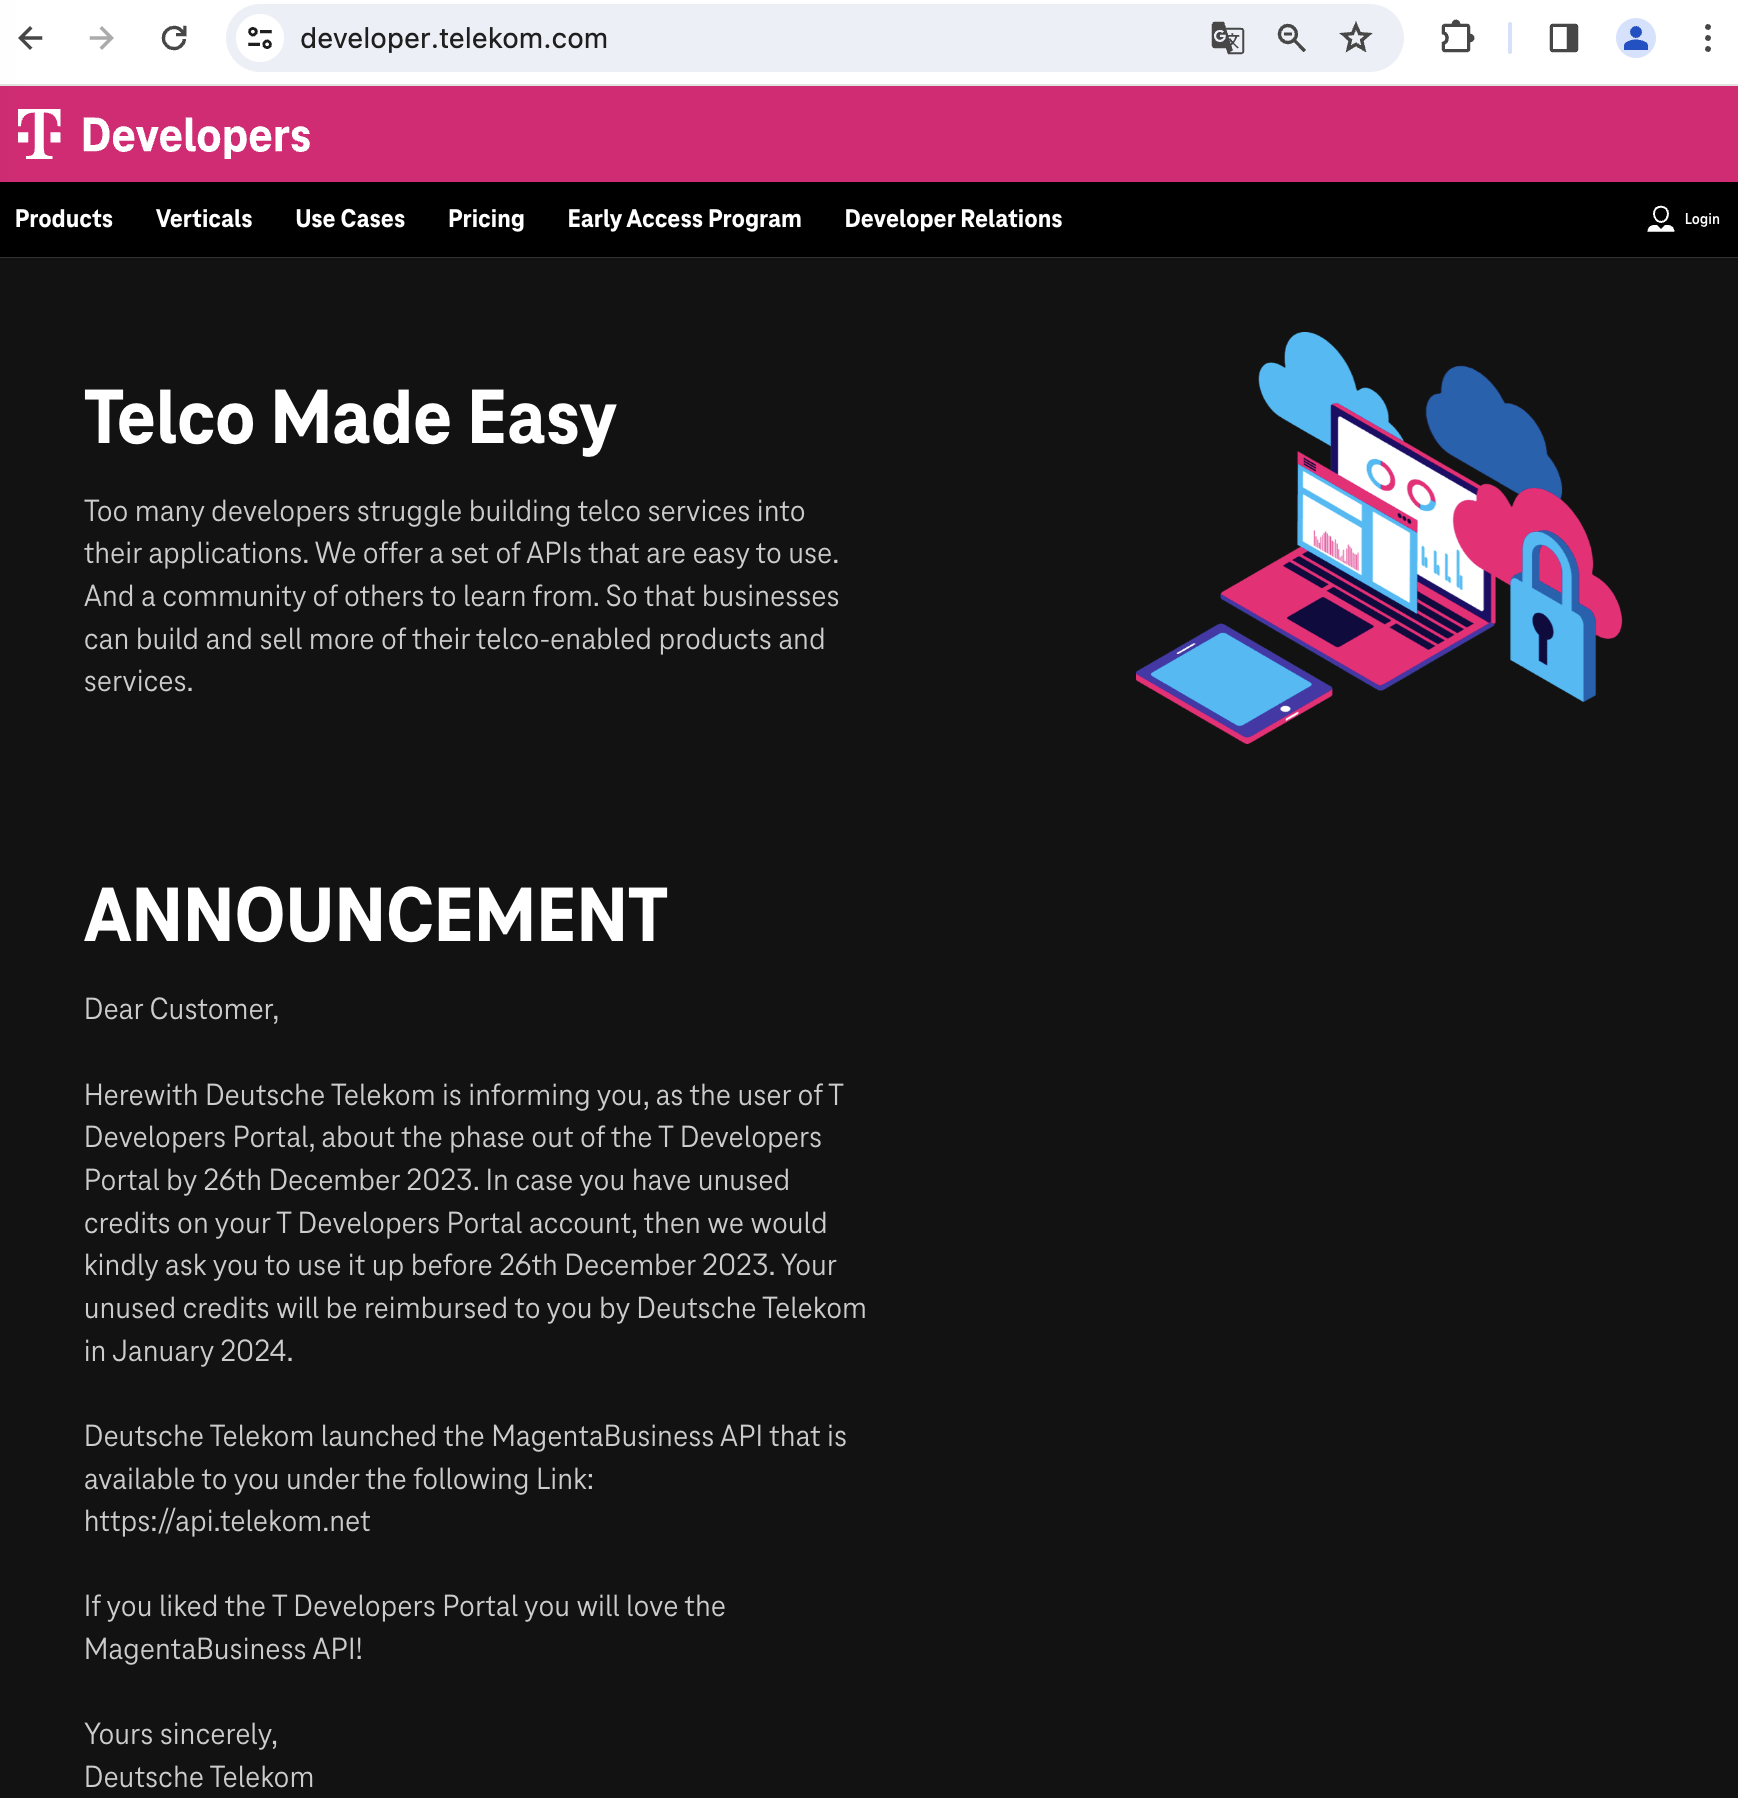 developer.telekom.com
T Developers
Products Verticals Use Cases Pricing Early Access Program Developer Relations Login
Telco Made Easy
Too many developers struggle building telco services into
their applications. We offer a set of APIs that are easy to use.
And a community of others to learn from. So that businesses
can build and sell more of their telco-enabled products and
services.
ANNOUNCEMENT
Dear Customer,
Herewith Deutsche Telekom is informing you, as the user of T
Developers Portal, about the phase out of the T Developers
Portal by 26th December 2023. In case you have unused
credits on your T Developers Portal account, then we would
kindly ask you to use it up before 26th December 2023. Your
unused credits will be reimbursed to you by Deutsche Telekom
in January 2024.
Deutsche Telekom launched the MagentaBusiness API that is
available to you under the following Link:
https://api.telekom.net
If you liked the T Developers Portal you will love the
MagentaBusiness API!
Yours sincerely,
Deutsche Telekom